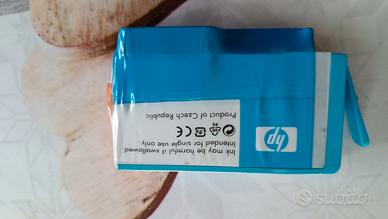 Ink may be harmful if swallowed.
Intended for single use only.
CE
Product of Czech Republic
hp
subito